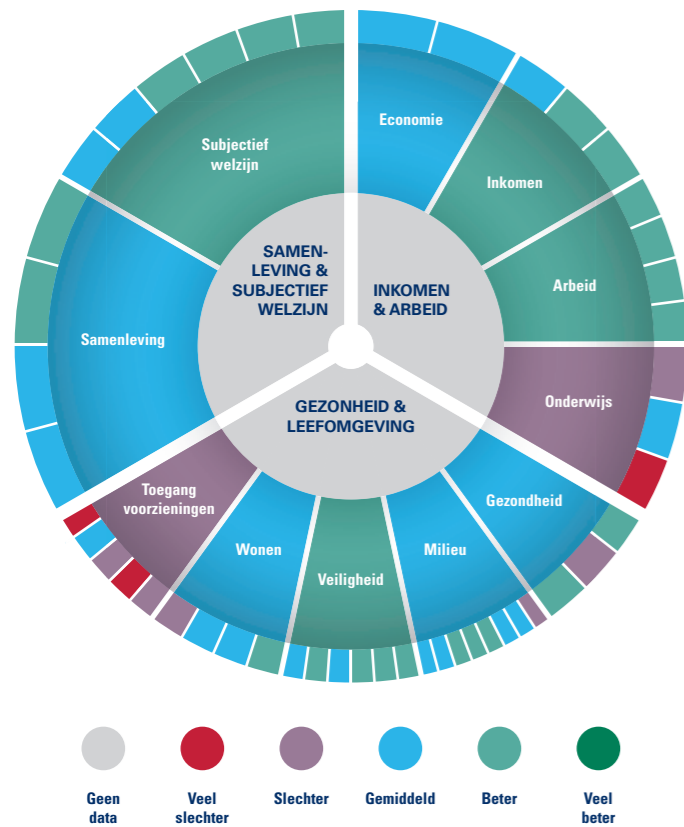 Economie
Subjectief
welzijn
Inkomen
SAMEN-
LEVING &
SUBJECTIEF
WELZIJN
INKOMEN
& ARBEID
Arbeid
Samenleving
Onderwijs
GEZONHEID &
LEEFOMGEVING
Toegang
voorzieningen
Gezondheid
Wonen
Milieu
Veiligheid
Geen
data
Veel
slechter
Slechter
Gemiddeld
Beter
Veel
beter